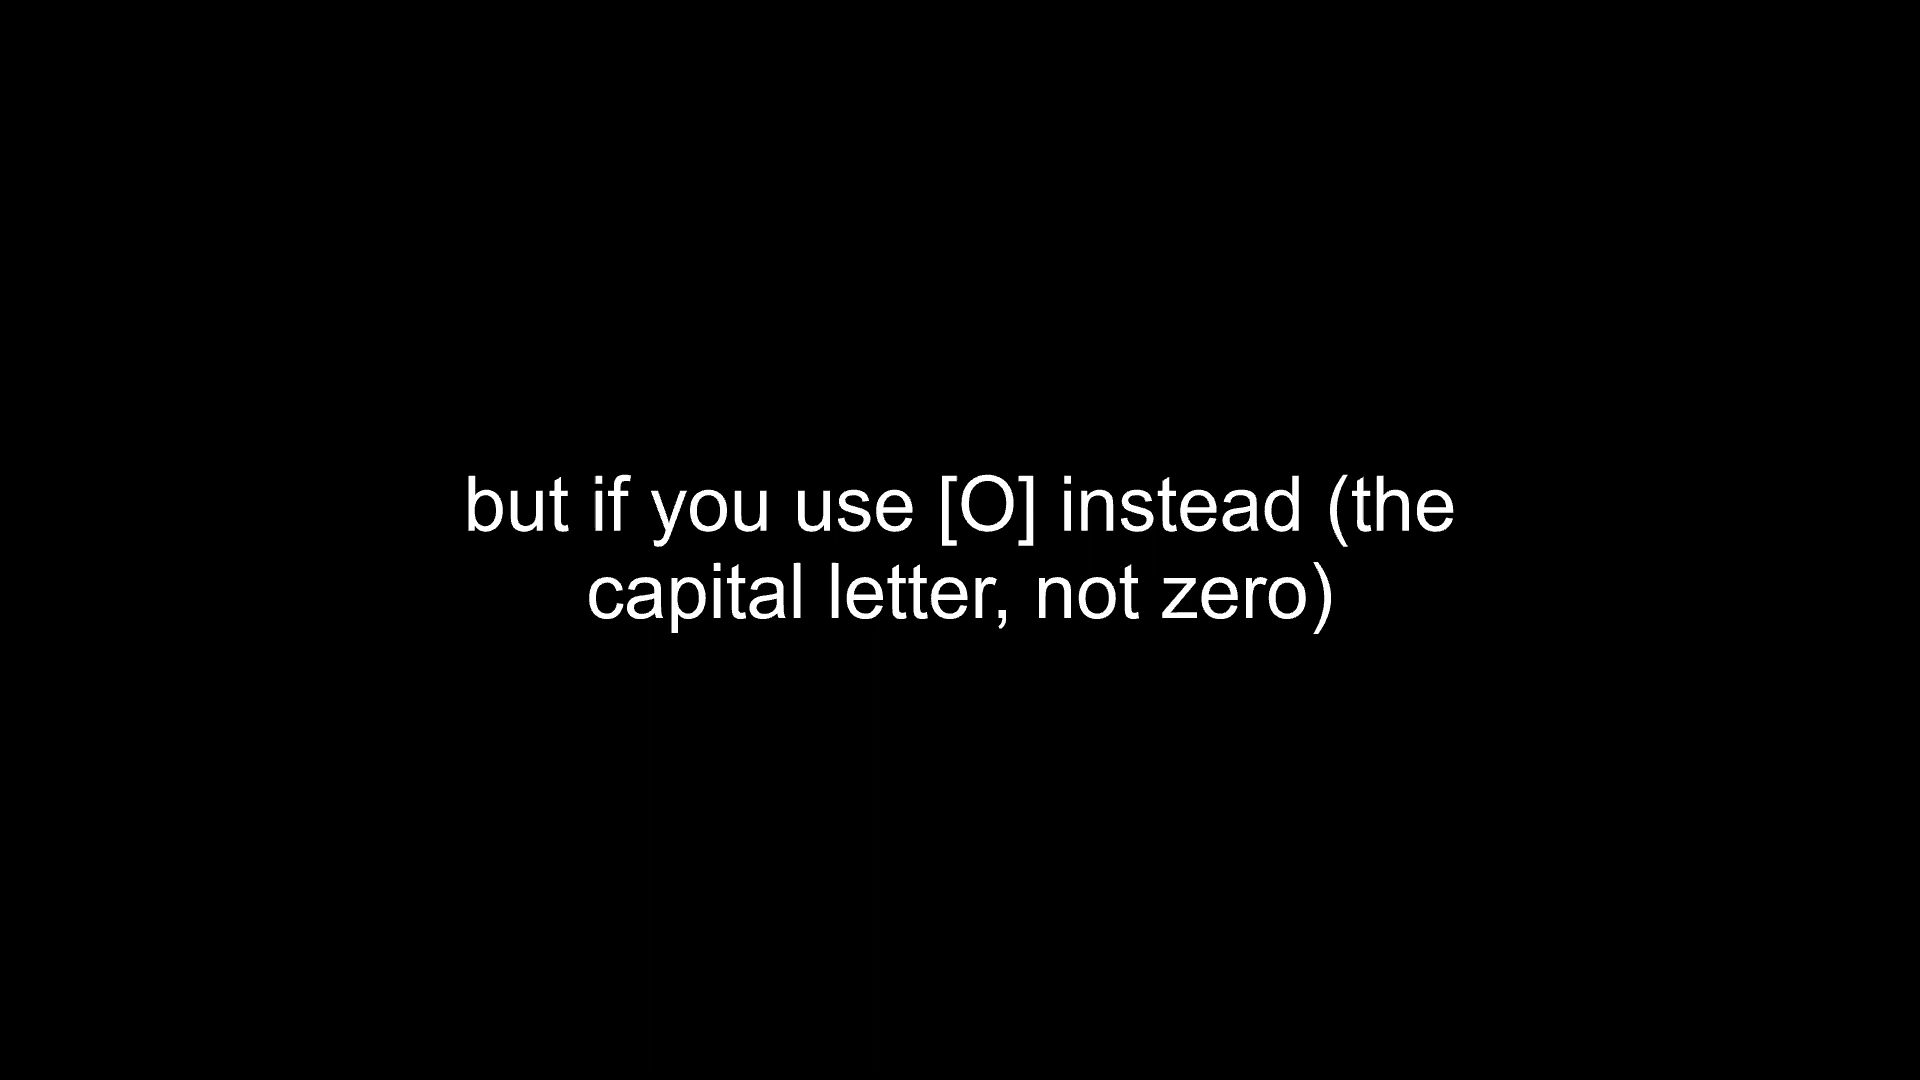 but if you use [O] instead (the
capital letter, not zero)